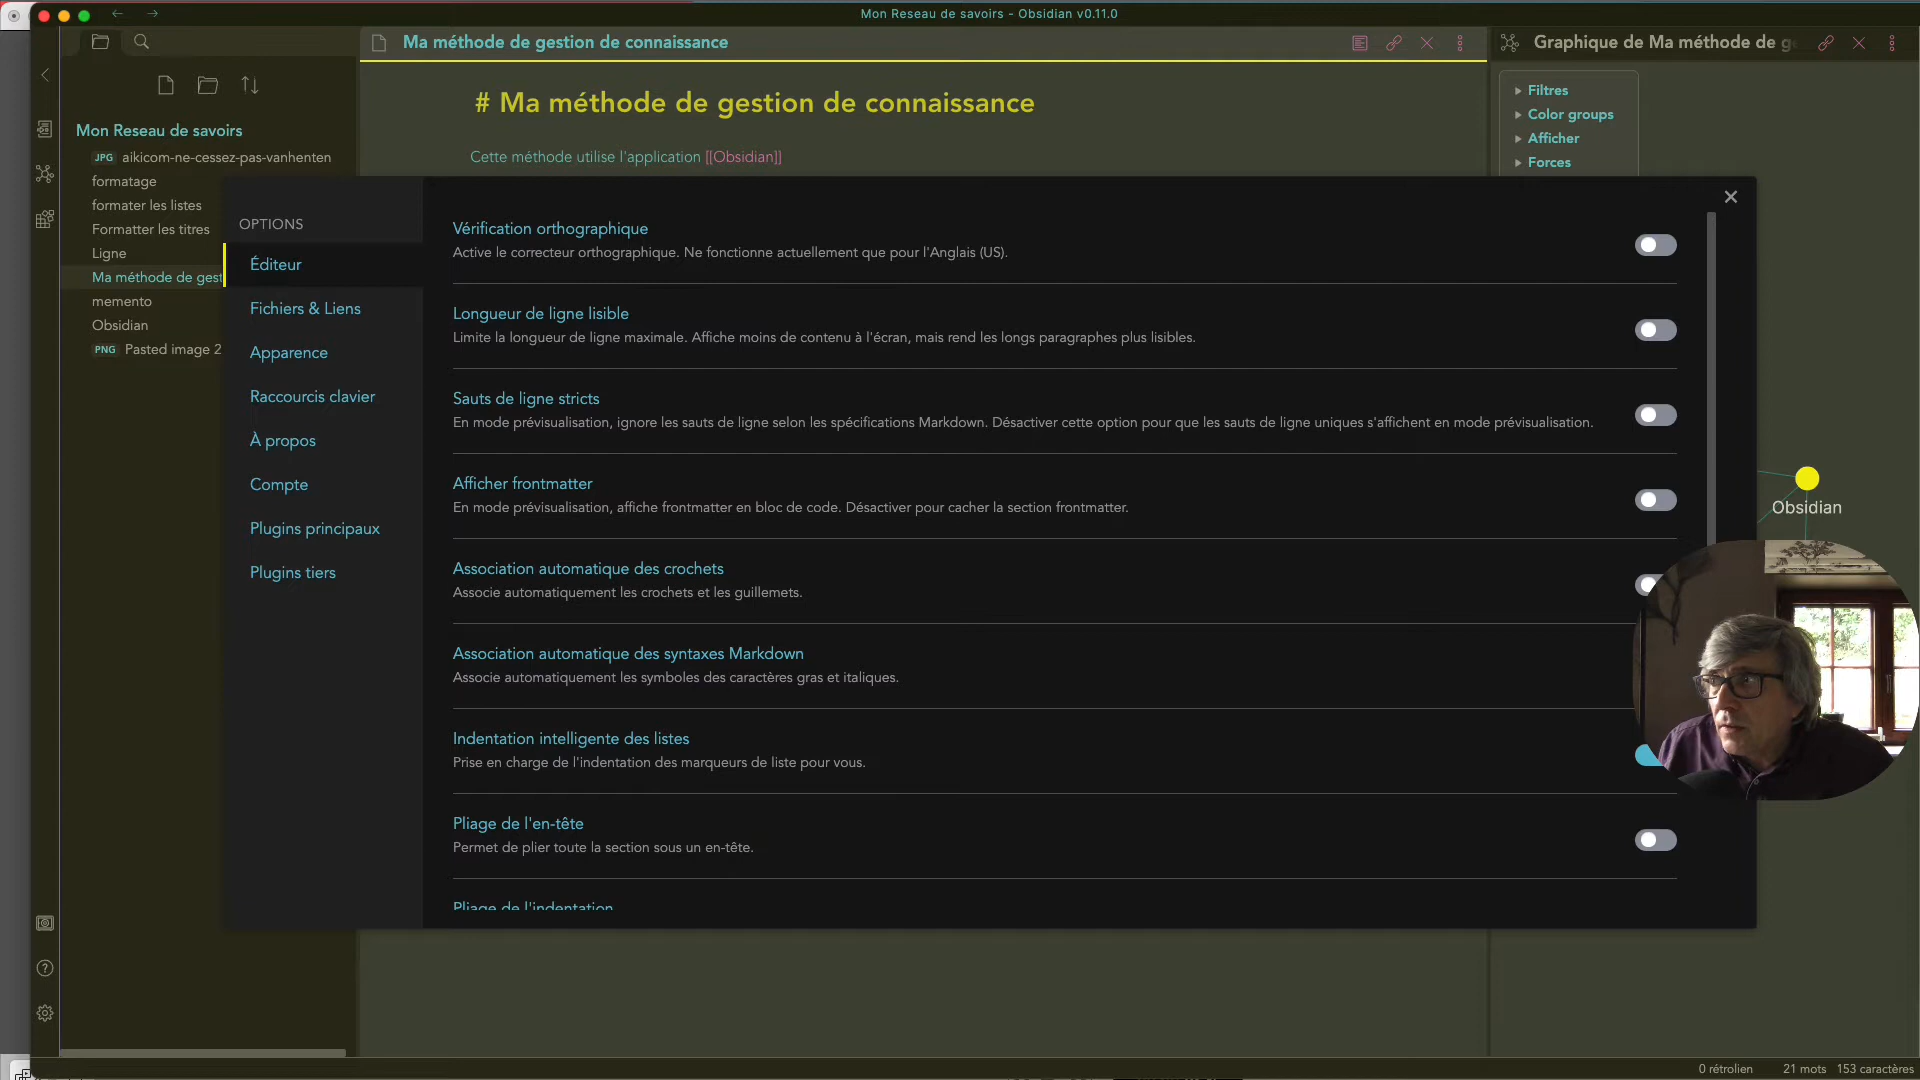 Mon Reseau de savoirs - Obsidian v0.11.0
Ma méthode de gestion de connaissance
Graphique de Ma méthode de g
Filtres
Color groups
Afficher
Forces
# Ma méthode de gestion de connaissance
Cette méthode utilise l'application [[Obsidian]]
Mon Reseau de savoirs
JPG aikicom-ne-cessez-pas-vanhenten
formatage
formater les listes
Formatter les titres
Ligne
Ma méthode de gest
memento
Obsidian
PNG Pasted image 2
OPTIONS
Éditeur
Fichiers & Liens
Apparence
Raccourcis clavier
À propos
Compte
Plugins principaux
Plugins tiers
Vérification orthographique
Active le correcteur orthographique. Ne fonctionne actuellement que pour l'Anglais (US).
Longueur de ligne lisible
Limite la longueur de ligne maximale. Affiche moins de contenu à l'écran, mais rend les longs paragraphes plus lisibles.
Sauts de ligne stricts
En mode prévisualisation, ignore les sauts de ligne selon les spécifications Markdown. Désactiver cette option pour que les sauts de ligne uniques s'affichent en mode prévisualisation.
Afficher frontmatter
En mode prévisualisation, affiche frontmatter en bloc de code. Désactiver pour cacher la section frontmatter.
Association automatique des crochets
Associe automatiquement les crochets et les guillemets.
Association automatique des syntaxes Markdown
Associe automatiquement les symboles des caractères gras et italiques.
Indentation intelligente des listes
Prise en charge de l'indentation des marqueurs de liste pour vous.
Pliage de l'en-tête
Permet de plier toute la section sous un en-tête.
Pliage de l'indentation
Obsidian
0 rétrolien 21 mots 153 caractères